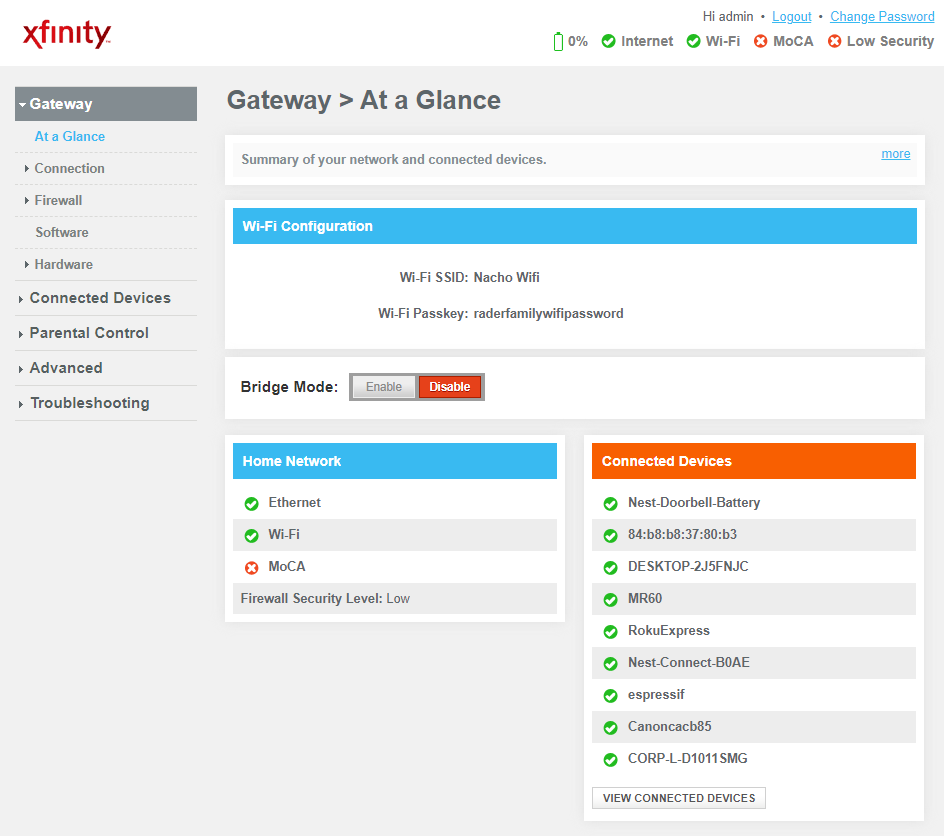 xfinity
Hi admin • Logout • Change Password
0% Internet Wi-Fi MoCA Low Security
Gateway
At a Glance
Connection
Firewall
Software
Hardware
Connected Devices
Parental Control
Advanced
Troubleshooting
Gateway > At a Glance
Summary of your network and connected devices.
more
Wi-Fi Configuration
Wi-Fi SSID: Nacho Wifi
Wi-Fi Passkey: raderfamilywifipassword
Bridge Mode: Enable Disable
Home Network
Ethernet
Wi-Fi
MoCA
Firewall Security Level: Low
Connected Devices
Nest-Doorbell-Battery
84:b8:b8:37:80:b3
DESKTOP-2J5FNJC
MR60
RokuExpress
Nest-Connect-B0AE
espressif
Canoncacb85
CORP-L-D1011SMG
VIEW CONNECTED DEVICES